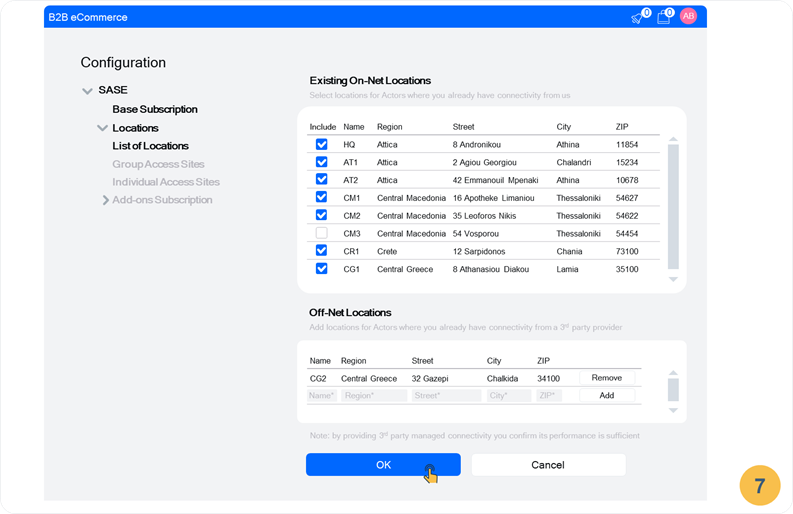 B2B eCommerce
0
0
AB
Configuration
SASE
Base Subscription
Locations
List of Locations
Group Access Sites
Individual Access Sites
Add-ons Subscription
Existing On-Net Locations
Select locations for Actors where you already have connectivity from us
Include Name Region Street City ZIP
HQ Attica 8 Andronikou Athina 11854
AT1 Attica 2 Agiou Georgiou Chalandri 15234
AT2 Attica 42 Emmanouil Mpenaki Athina 10678
CM1 Central Macedonia 16 Apotheke Limaniou Thessaloniki 54627
CM2 Central Macedonia 35 Leoforos Nikis Thessaloniki 54622
CM3 Central Macedonia 54 Vosporou Thessaloniki 54454
CR1 Crete 12 Sarpidonos Chania 73100
CG1 Central Greece 8 Athanasiou Diakou Lamia 35100
Off-Net Locations
Add locations for Actors where you already have connectivity from a 3rd party provider
Name Region Street City ZIP
CG2 Central Greece 32 Gazepi Chalkida 34100 Remove
Name* Region* Street* City* ZIP* Add
Note: by providing 3rd party managed connectivity you confirm its performance is sufficient
OK Cancel
7